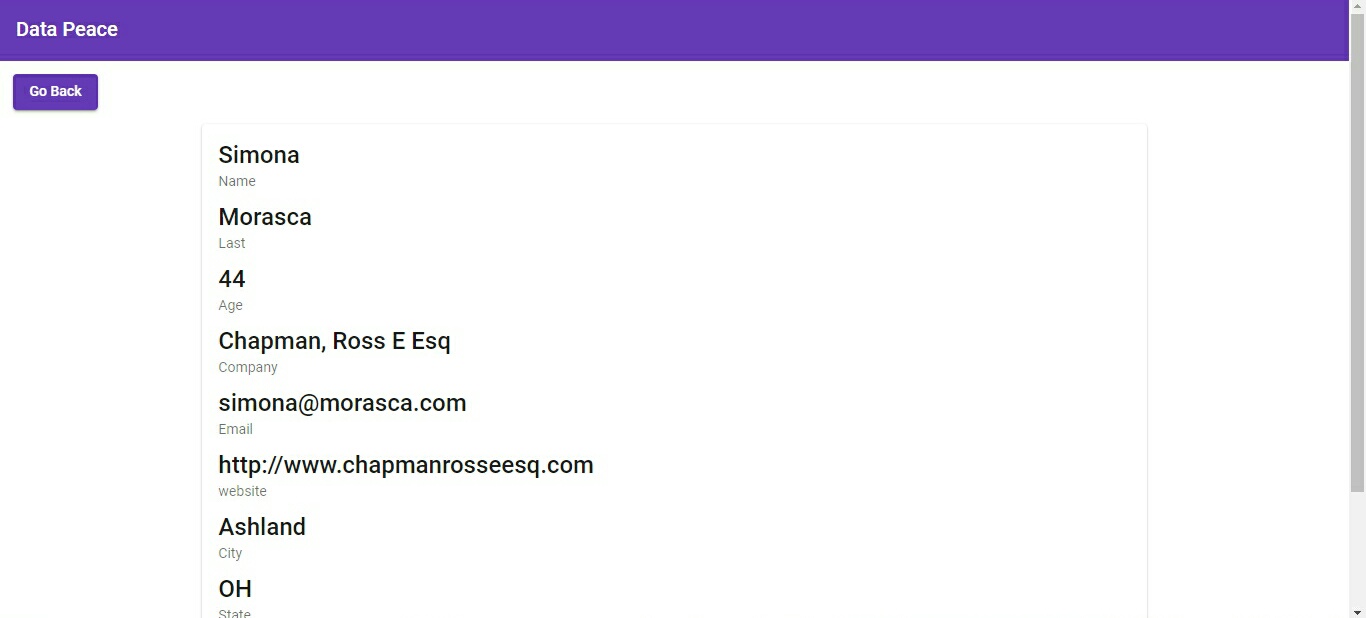 Data Peace
Go Back
Simona
Name
Morasca
Last
44
Age
Chapman, Ross E Esq
Company
simona@morasca.com
Email
http://www.chapmanrosseesq.com
website
Ashland
City
OH
State